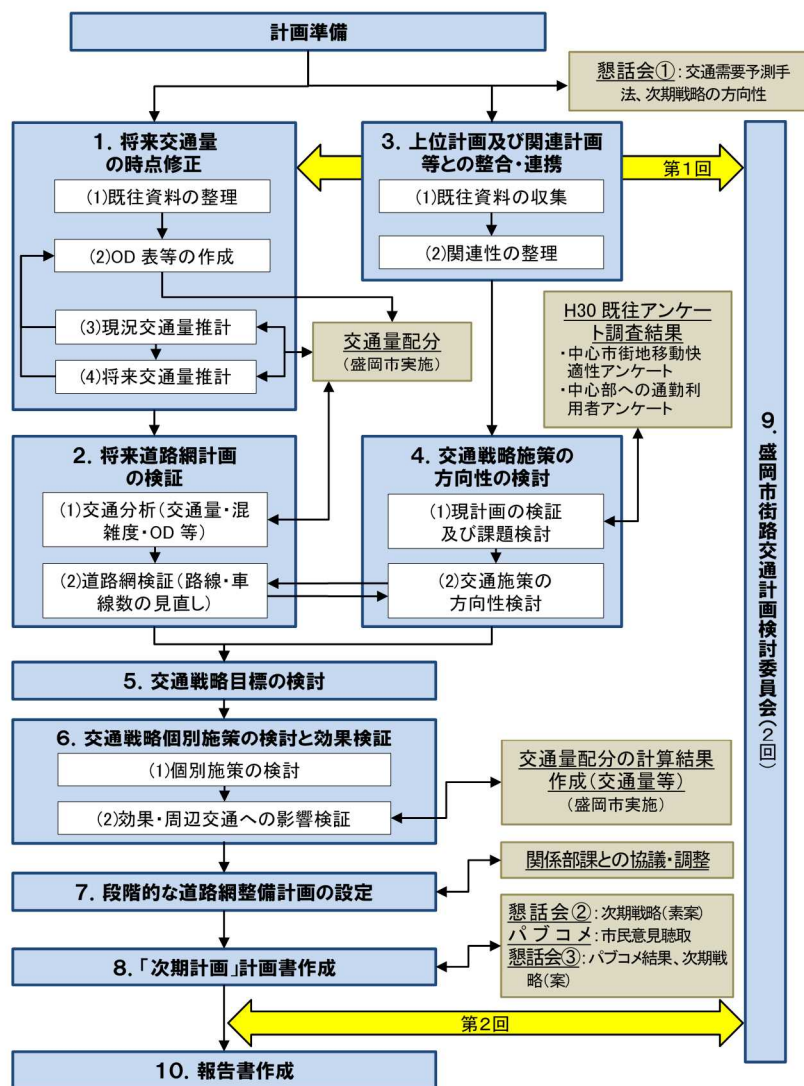 計画準備
懇話会①:交通需要予測手
法、次期戦略の方向性
1. 将来交通量
の時点修正
(1)既往資料の整理
(2)OD 表等の作成
(3)現況交通量推計
(4)将来交通量推計
3. 上位計画及び関連計画
等との整合・連携
(1)既往資料の収集
(2)関連性の整理
第1回
交通量配分
(盛岡市実施)
H30 既往アンケー
ト調査結果
・中心市街地移動快
適性アンケート
・中心部への通勤利
用者アンケート
2. 将来道路網計画
の検証
(1)交通分析(交通量・混
雑度・OD 等)
(2)道路網検証(路線・車
線数の見直し)
4. 交通戦略施策の
方向性の検討
(1)現計画の検証
及び課題検討
(2)交通施策の
方向性検討
9. 盛岡市街路交通計画検討委員会(2回)
5. 交通戦略目標の検討
6. 交通戦略個別施策の検討と効果検証
(1)個別施策の検討
(2)効果・周辺交通への影響検証
交通量配分の計算結果
作成(交通量等)
(盛岡市実施)
7. 段階的な道路網整備計画の設定
関係部課との協議・調整
8.「次期計画」計画書作成
懇話会②:次期戦略(素案)
パブコメ:市民意見聴取
懇話会③:パブコメ結果、次期戦
略(案)
第2回
10. 報告書作成